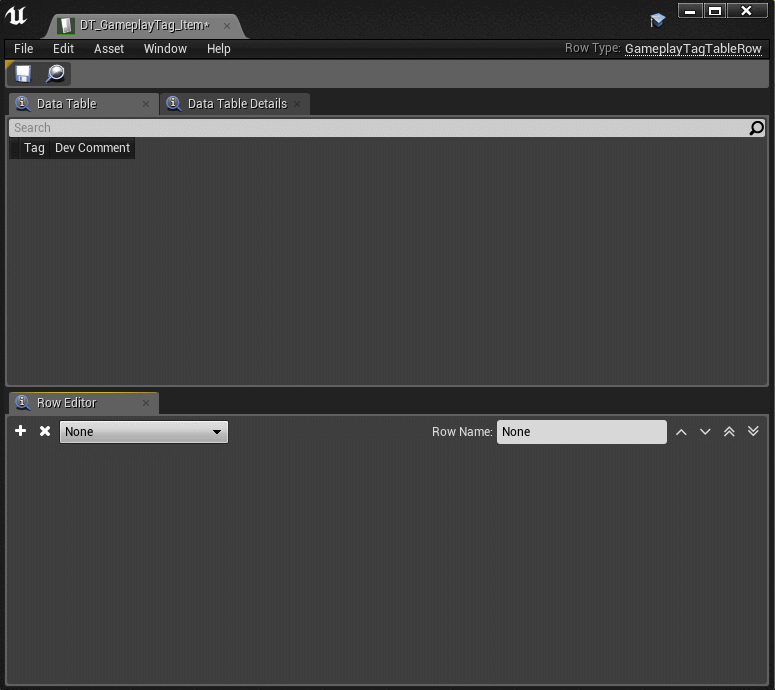 DT_GameplayTag_Item*
File Edit Asset Window Help Row Type: GameplayTagTableRow
Data Table Data Table Details
Search
Tag Dev Comment
Row Editor
None Row Name: None